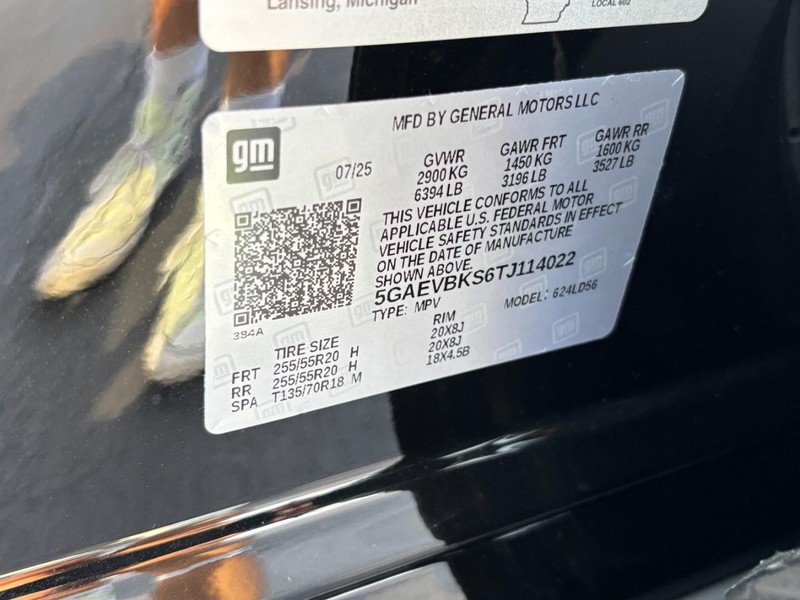 Lansing, Michigan
LOCAL 602
MFD BY GENERAL MOTORS LLC
gm
07/25
GVWR GAWR FRT GAWR RR
2900 KG 1450 KG 1600 KG
6394 LB 3196 LB 3527 LB
THIS VEHICLE CONFORMS TO ALL
APPLICABLE U.S. FEDERAL MOTOR
VEHICLE SAFETY STANDARDS IN EFFECT
ON THE DATE OF MANUFACTURE
SHOWN ABOVE.
5GAEVBKS6TJ114022
TYPE: MPV MODEL: 624LD56
384A
TIRE SIZE RIM
FRT 255/55R20 H 20X8J
RR 255/55R20 H 20X8J
SPA T135/70R18 M 18X4.5B